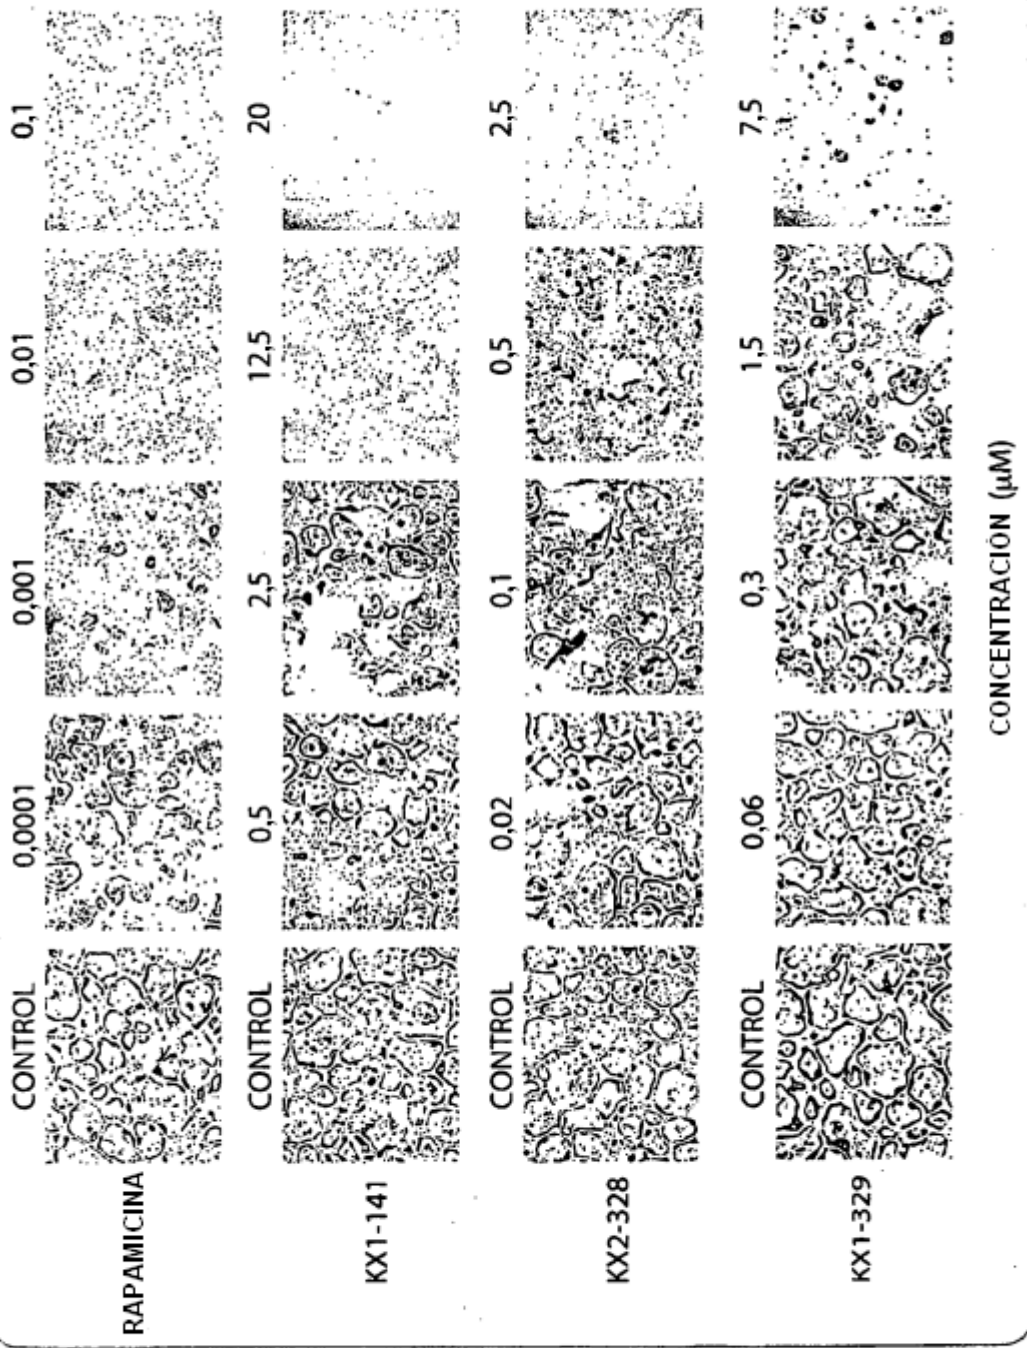 RAPAMICINA
CONTROL
0,0001
0,001
0,01
0,1
KX1-141
CONTROL
0,5
2,5
12,5
20
KX2-328
CONTROL
0,02
0,1
0,5
2,5
KX1-329
CONTROL
0,06
0,3
1,5
7,5
CONCENTRACIÓN (μM)